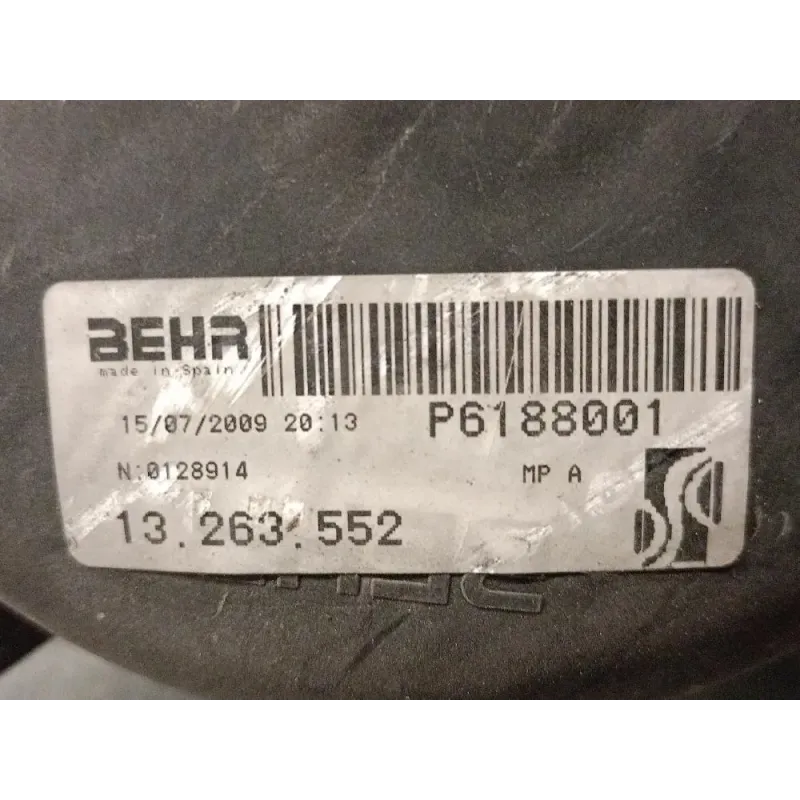 BEHR
made in Spain
15/07/2009 20:13
P6188001
N:0128914
MP A
13.263.552